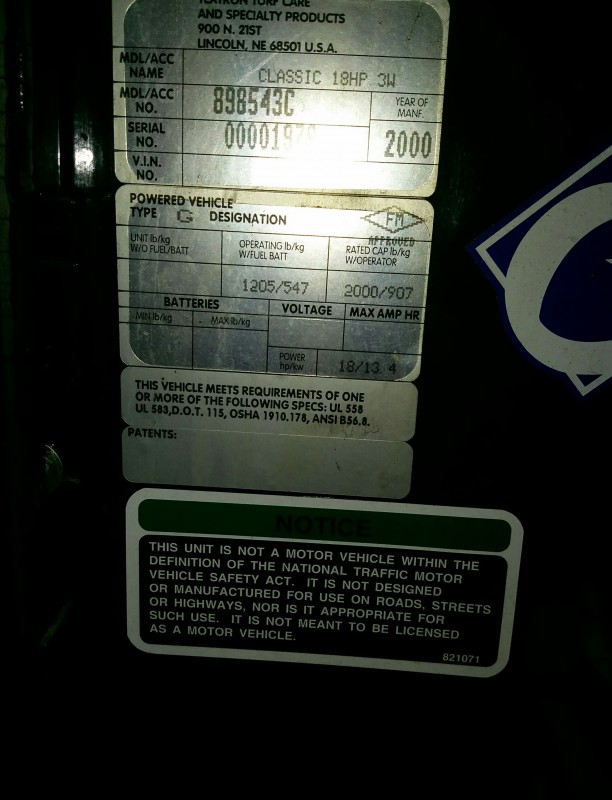 TEXTRON TURF CARE
AND SPECIALTY PRODUCTS
900 N. 21ST
LINCOLN, NE 68501 U.S.A.
MDL/ACC NAME CLASSIC 18HP 3W
MDL/ACC NO. 898543C
YEAR OF MANF. 2000
SERIAL NO.
V.I.N. NO.
POWERED VEHICLE
TYPE G DESIGNATION
FM
APPROVED
UNIT lb/kg W/O FUEL/BATT
OPERATING lb/kg W/FUEL BATT
RATED CAP lb/kg W/OPERATOR
1205/547 2000/907
BATTERIES VOLTAGE MAX AMP HR
MIN lb/kg MAX lb/kg
POWER hp/kw 18/13.4
THIS VEHICLE MEETS REQUIREMENTS OF ONE
OR MORE OF THE FOLLOWING SPECS: UL 558
UL 583,D.O.T. 115, OSHA 1910.178, ANSI B56.8.
PATENTS:
NOTICE
THIS UNIT IS NOT A MOTOR VEHICLE WITHIN THE
DEFINITION OF THE NATIONAL TRAFFIC MOTOR
VEHICLE SAFETY ACT. IT IS NOT DESIGNED
OR MANUFACTURED FOR USE ON ROADS, STREETS
OR HIGHWAYS, NOR IS IT APPROPRIATE FOR
SUCH USE. IT IS NOT MEANT TO BE LICENSED
AS A MOTOR VEHICLE.
821071